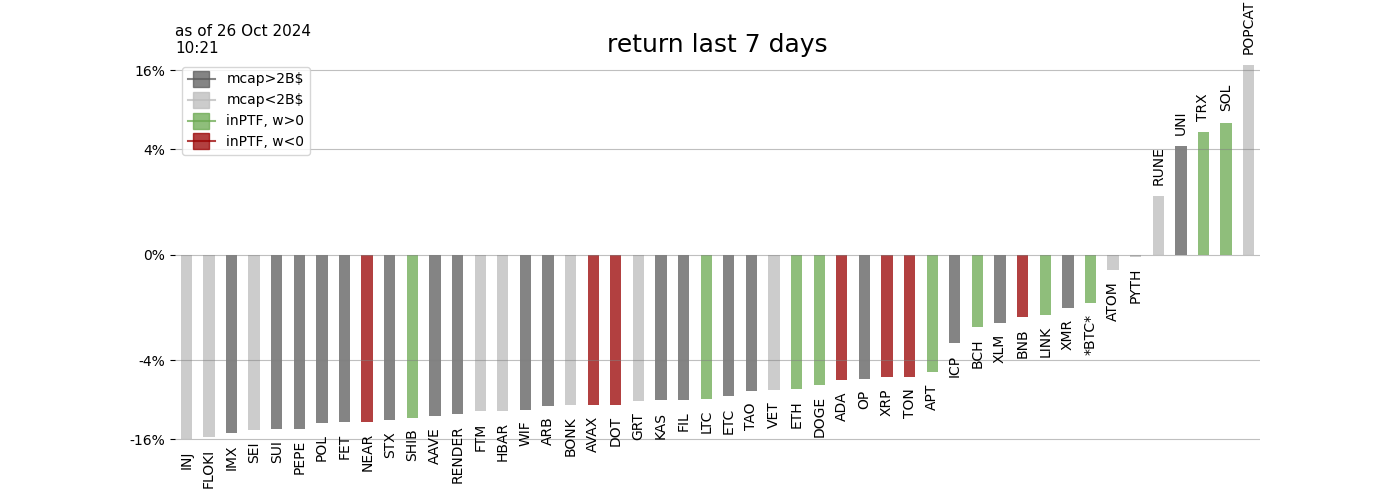 as of 26 Oct 2024
10:21
return last 7 days
mcap>2B$
mcap<2B$
inPTF, w>0
inPTF, w<0
16%
4%
0%
-4%
-16%
INJ
FLOKI
IMX
SEI
SUI
PEPE
POL
FET
NEAR
STX
SHIB
AAVE
RENDER
FTM
HBAR
WIF
ARB
BONK
AVAX
DOT
GRT
KAS
FIL
LTC
ETC
TAO
VET
ETH
DOGE
ADA
OP
XRP
TON
APT
ICP
BCH
XLM
BNB
LINK
XMR
*BTC*
ATOM
PYTH
RUNE
UNI
TRX
SOL
POPCAT